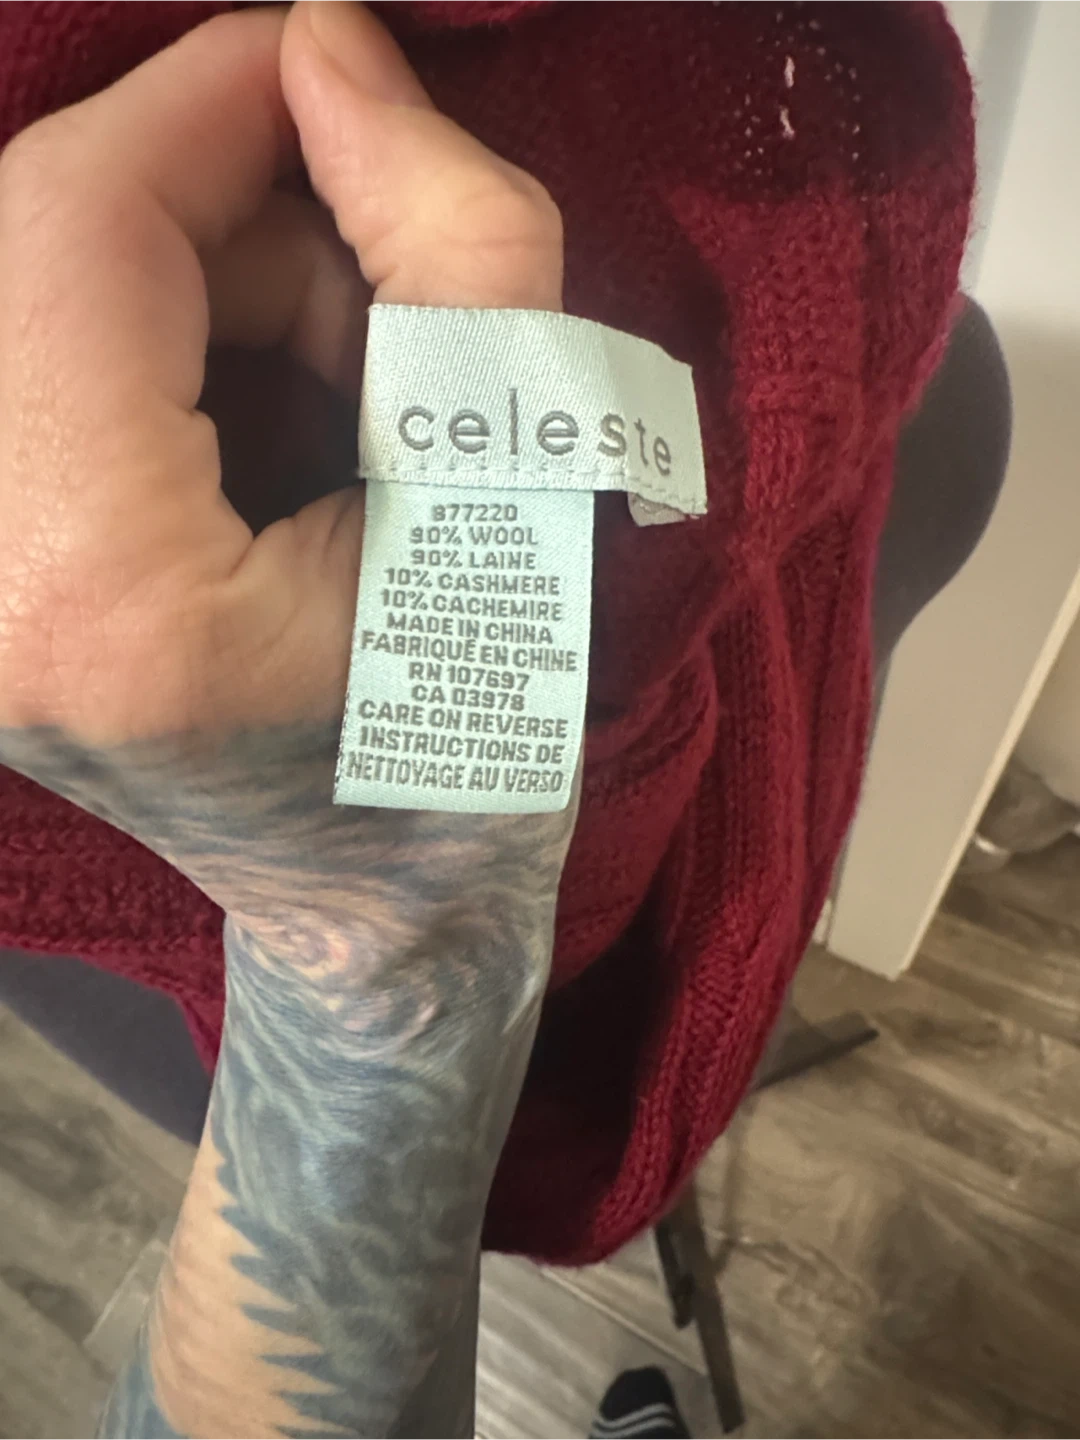 celeste
877220
90% WOOL
90% LAINE
10% CASHMERE
10% CACHEMIRE
MADE IN CHINA
FABRIQUÉ EN CHINE
RN 107697
CA 03978
CARE ON REVERSE
INSTRUCTIONS DE
NETTOYAGE AU VERSO